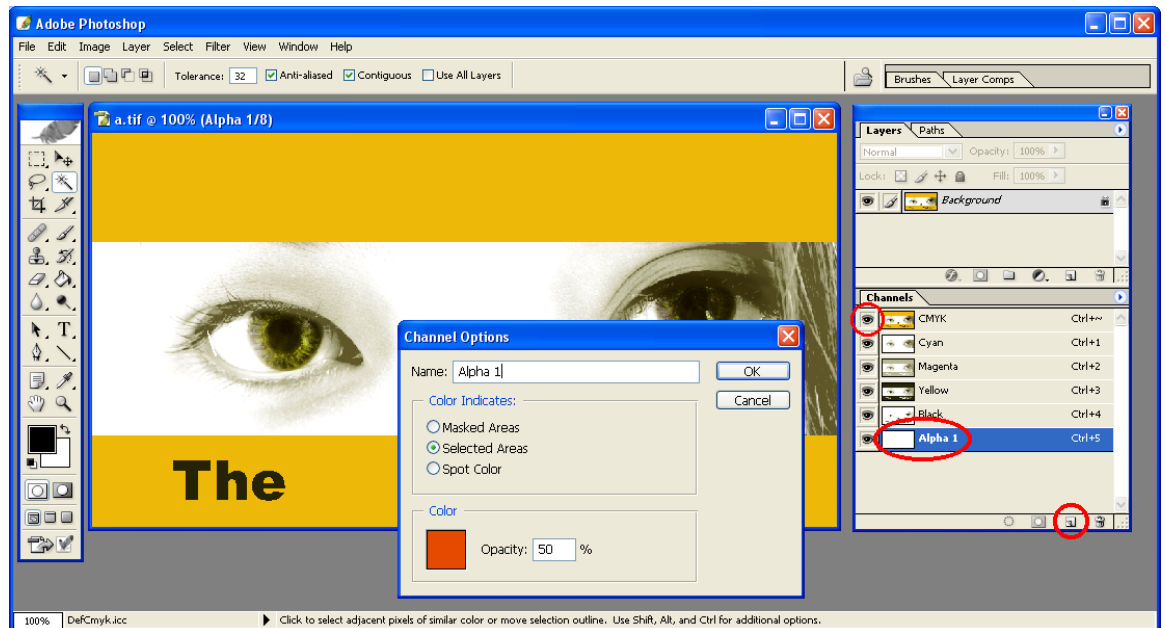 Adobe Photoshop
File Edit Image Layer Select Filter View Window Help
Tolerance: 32 Anti-aliased Contiguous Use All Layers
Brushes Layer Comps
a.tif @ 100% (Alpha 1/8)
Layers Paths
Normal Opacity: 100%
Lock: Fill: 100%
Background
Channels
CMYK Ctrl+~
Cyan Ctrl+1
Magenta Ctrl+2
Yellow Ctrl+3
Black Ctrl+4
Alpha 1 Ctrl+5
Channel Options
Name: Alpha 1 OK
Color Indicates: Cancel
Masked Areas
Selected Areas
Spot Color
Color
Opacity: 50 %
The
100% DefCmyk.icc Click to select adjacent pixels of similar color or move selection outline. Use Shift, Alt, and Ctrl for additional options.